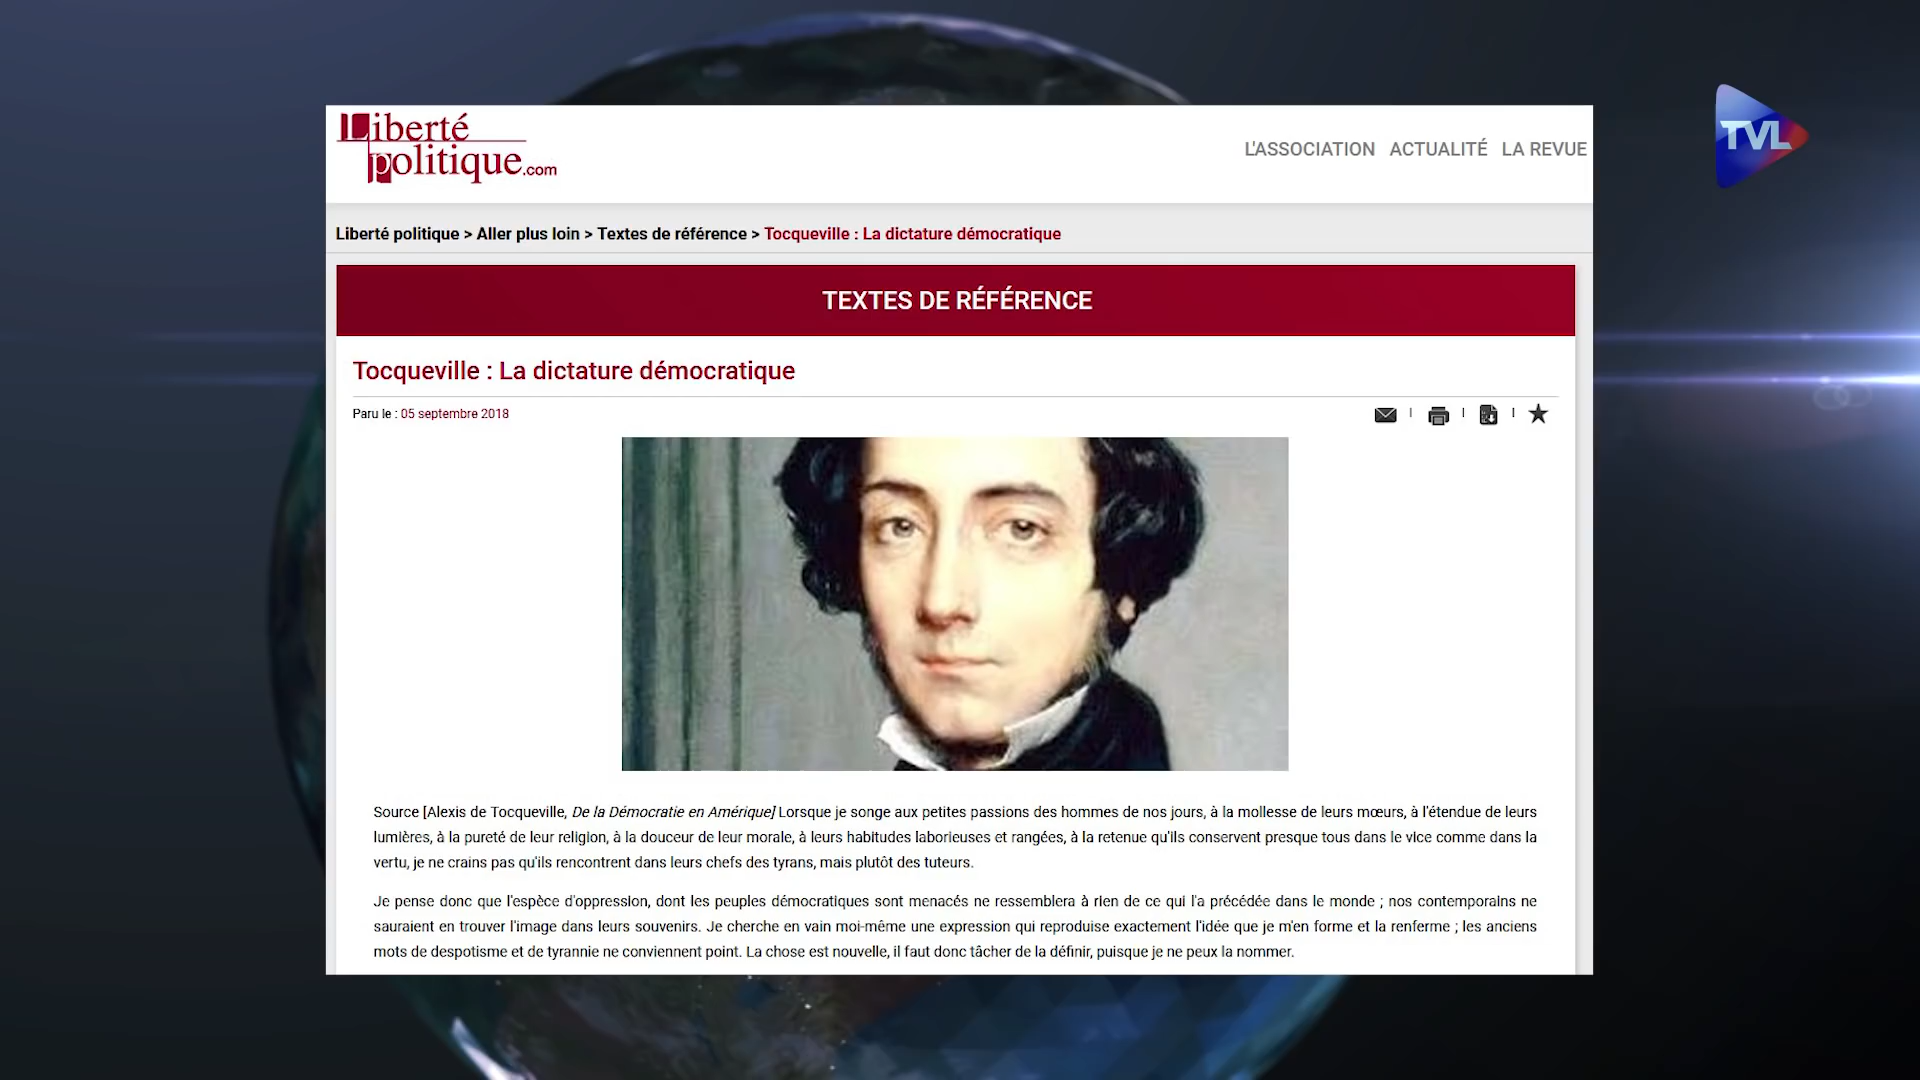 Liberté
politique.com
L'ASSOCIATION ACTUALITÉ LA REVUE
TVL
Liberté politique > Aller plus loin > Textes de référence > Tocqueville : La dictature démocratique
TEXTES DE RÉFÉRENCE
Tocqueville : La dictature démocratique
Paru le : 05 septembre 2018
Source [Alexis de Tocqueville, De la Démocratie en Amérique] Lorsque je songe aux petites passions des hommes de nos jours, à la mollesse de leurs mœurs, à l'étendue de leurs
lumières, à la pureté de leur religion, à la douceur de leur morale, à leurs habitudes laborieuses et rangées, à la retenue qu'ils conservent presque tous dans le vice comme dans la
vertu, je ne crains pas qu'ils rencontrent dans leurs chefs des tyrans, mais plutôt des tuteurs.
Je pense donc que l'espèce d'oppression, dont les peuples démocratiques sont menacés ne ressemblera à rien de ce qui l'a précédée dans le monde ; nos contemporains ne
sauraient en trouver l'image dans leurs souvenirs. Je cherche en vain moi-même une expression qui reproduise exactement l'idée que je m'en forme et la renferme ; les anciens
mots de despotisme et de tyrannie ne conviennent point. La chose est nouvelle, il faut donc tâcher de la définir, puisque je ne peux la nommer.